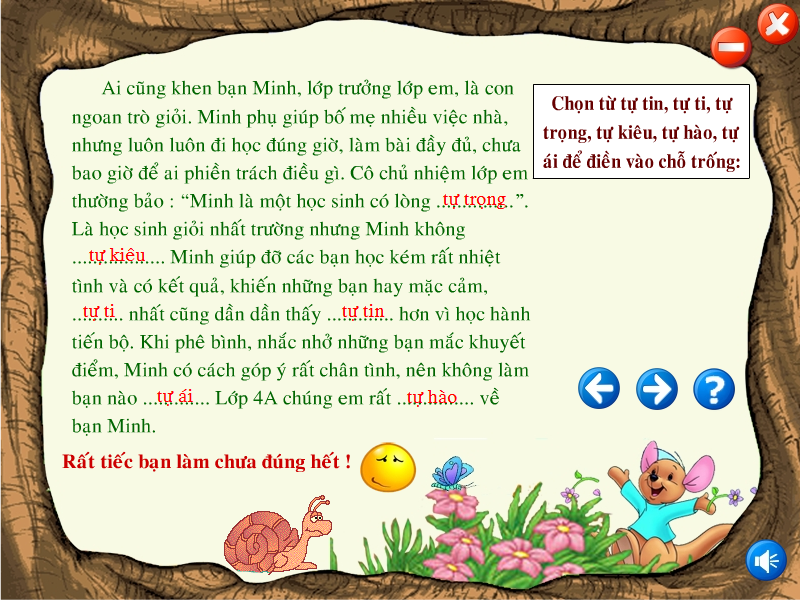 Ai cũng khen bạn Minh, lớp trưởng lớp em, là con
ngoan trò giỏi. Minh phụ giúp bố mẹ nhiều việc nhà,
nhưng luôn luôn đi học đúng giờ, làm bài đầy đủ, chưa
bao giờ để ai phiền trách điều gì. Cô chủ nhiệm lớp em
thường bảo : “Minh là một học sinh có lòng ..tự trọng..”.
Là học sinh giỏi nhất trường nhưng Minh không
...tự kiêu... Minh giúp đỡ các bạn học kém rất nhiệt
tình và có kết quả, khiến những bạn hay mặc cảm,
..tự ti.. nhất cũng dần dần thấy ...tự tin.. hơn vì học hành
tiến bộ. Khi phê bình, nhắc nhở những bạn mắc khuyết
điểm, Minh có cách góp ý rất chân tình, nên không làm
bạn nào ...tự ái... Lớp 4A chúng em rất ..tự hào... về
bạn Minh.
Chọn từ tự tin, tự ti, tự
trọng, tự kiêu, tự hào, tự
ái để điền vào chỗ trống:
Rất tiếc bạn làm chưa đúng hết !
?